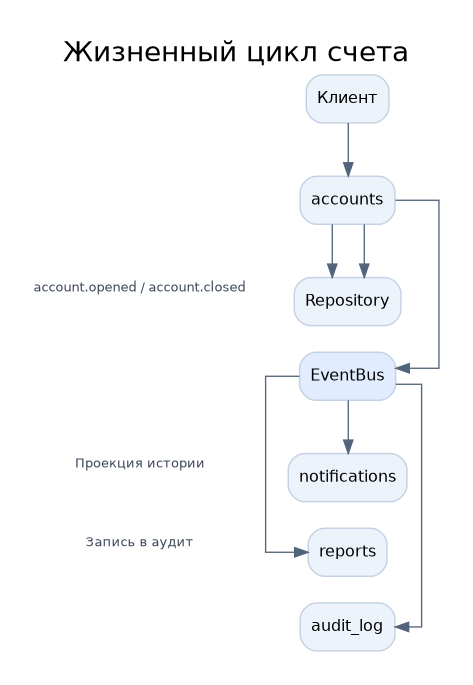 Жизненный цикл счета
Клиент
accounts
account.opened / account.closed
Repository
EventBus
Проекция истории
notifications
Запись в аудит
reports
audit_log